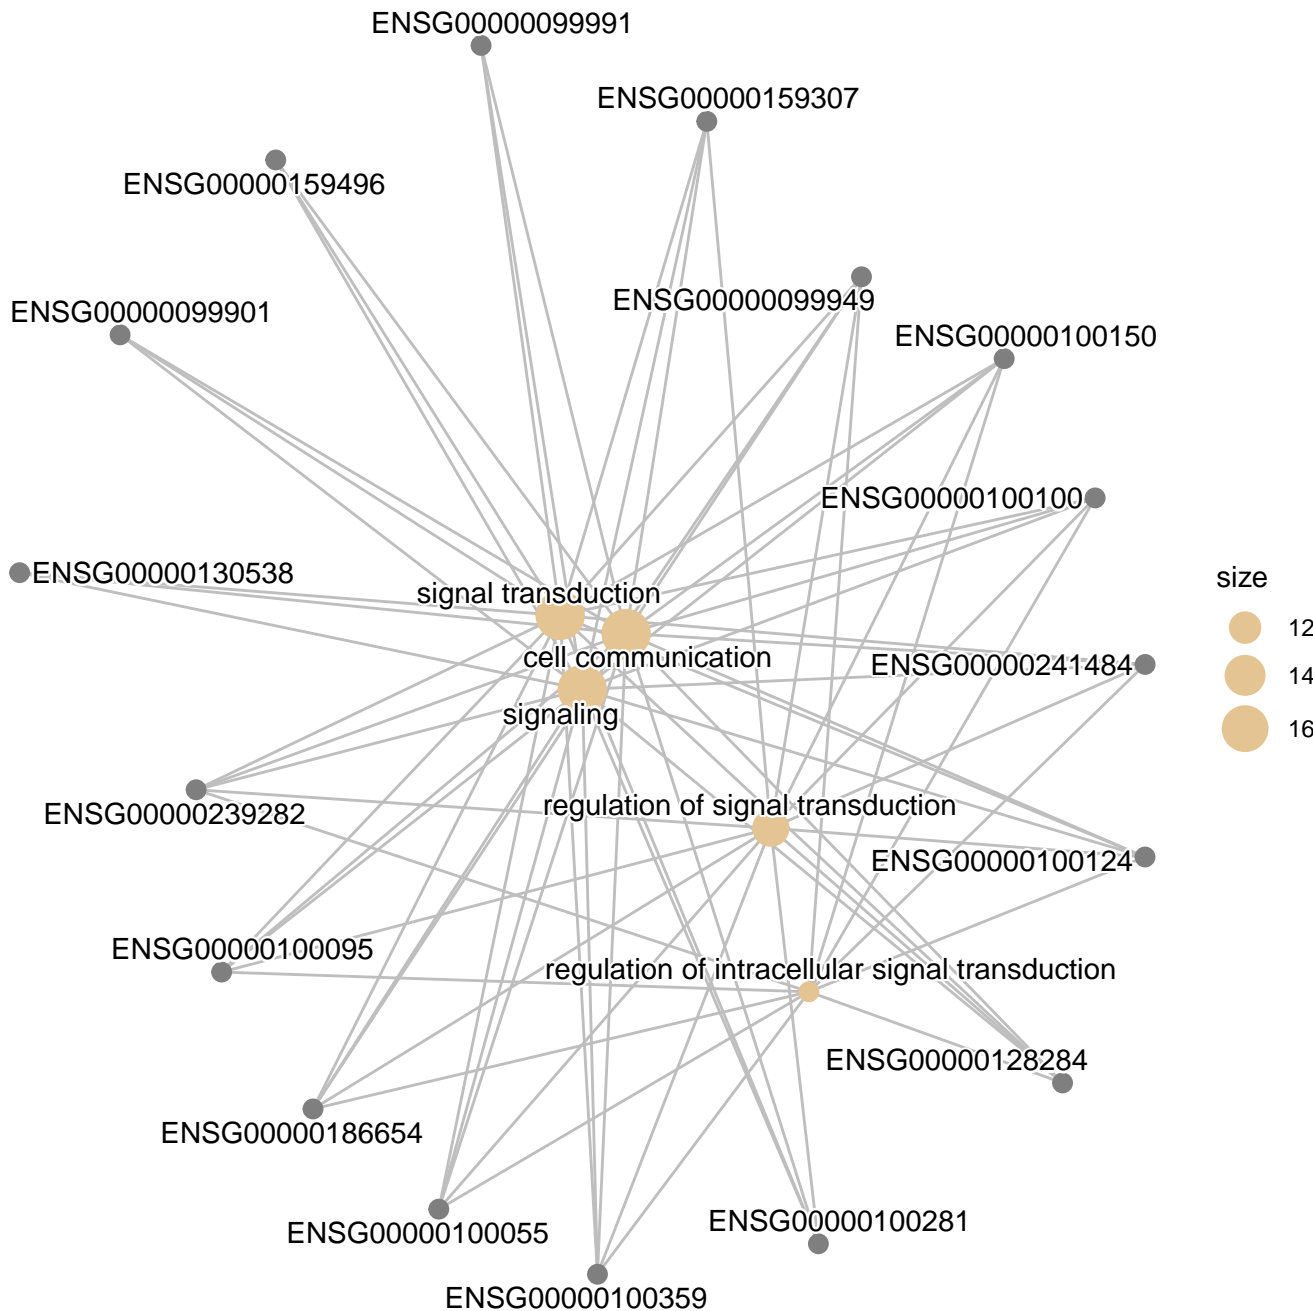 ENSG00000099991
ENSG00000159307
ENSG00000159496
ENSG00000099949
ENSG00000099901
ENSG00000100150
ENSG00000100100
ENSG00000130538
size
signal transduction
12
cell communication
ENSG00000241484
14
signaling
16
regulation of signal transduction
ENSG00000239282
ENSG00000100124
ENSG00000100095
regulation of intracellular signal transduction
ENSG00000128284
ENSG00000186654
ENSG00000100281
ENSG00000100055
ENSG00000100359